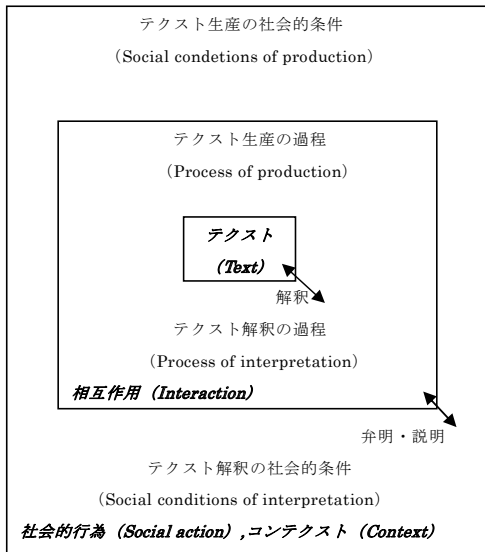 テクスト生産の社会的条件
（Social condetions of production）
テクスト生産の過程
（Process of production）
テクスト
（Text）
解釈
テクスト解釈の過程
（Process of interpretation）
相互作用（Interaction）
弁明・説明
テクスト解釈の社会的条件
（Social conditions of interpretation）
社会的行為（Social action）,コンテクスト（Context）